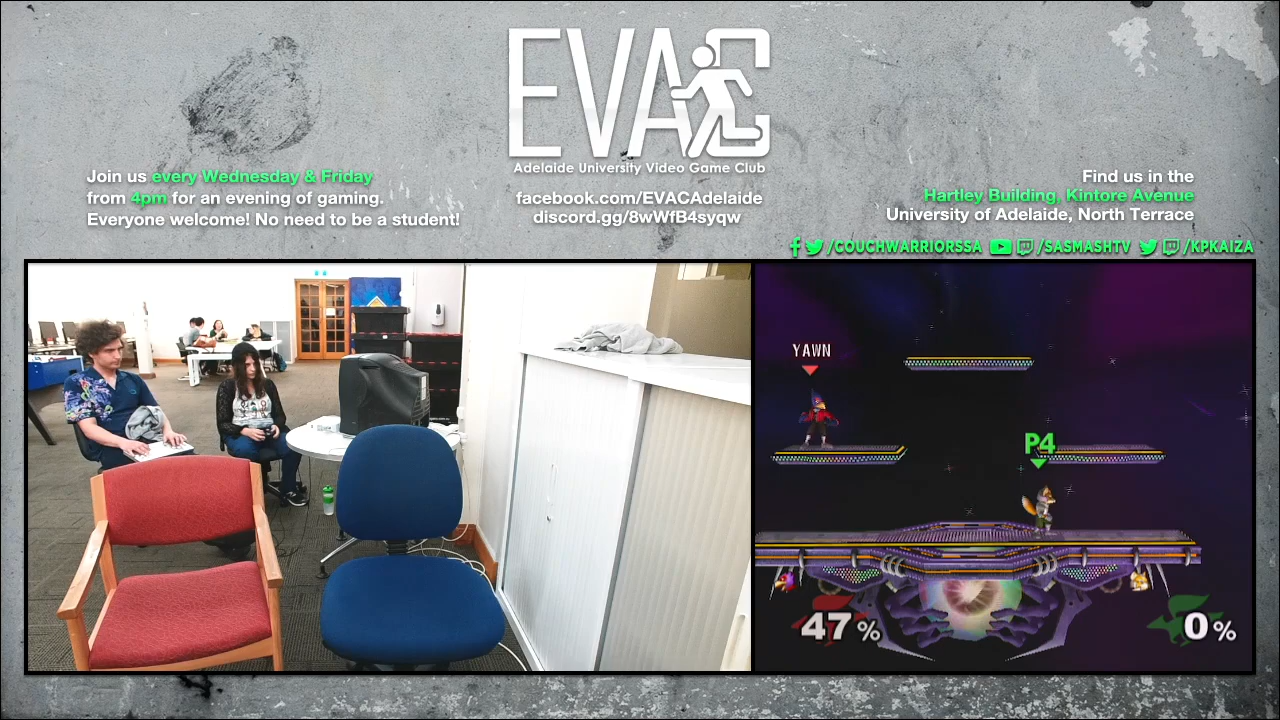 EVAC
Adelaide University Video Game Club
Join us every Wednesday & Friday
from 4pm for an evening of gaming.
Everyone welcome! No need to be a student!
facebook.com/EVACAdelaide
discord.gg/8wWfB4syqw
Find us in the
Hartley Building, Kintore Avenue
University of Adelaide, North Terrace
/COUCHWARRIORSSA /SASMASHTV /KPKAIZA
YAWN
P4
47%
0%